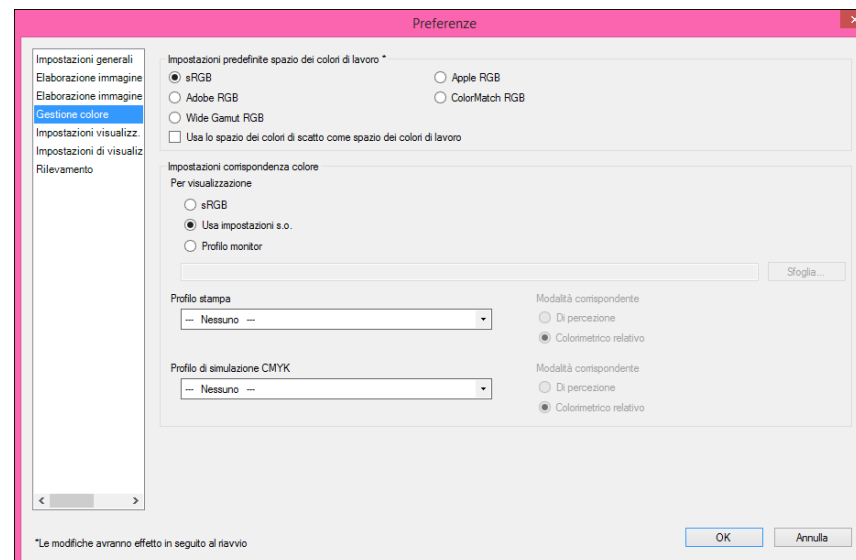 Preferenze
Impostazioni generali
Elaborazione immagine
Elaborazione immagine
Gestione colore
Impostazioni visualizz.
Impostazioni di visualiz
Rilevamento
Impostazioni predefinite spazio dei colori di lavoro *
sRGB
Apple RGB
Adobe RGB
ColorMatch RGB
Wide Gamut RGB
Usa lo spazio dei colori di scatto come spazio dei colori di lavoro
Impostazioni corrispondenza colore
Per visualizzazione
sRGB
Usa impostazioni s.o.
Profilo monitor
Sfoglia...
Profilo stampa
Modalità corrispondente
--- Nessuno ---
Di percezione
Colorimetrico relativo
Profilo di simulazione CMYK
Modalità corrispondente
--- Nessuno ---
Di percezione
Colorimetrico relativo
*Le modifiche avranno effetto in seguito al riavvio
OK
Annulla